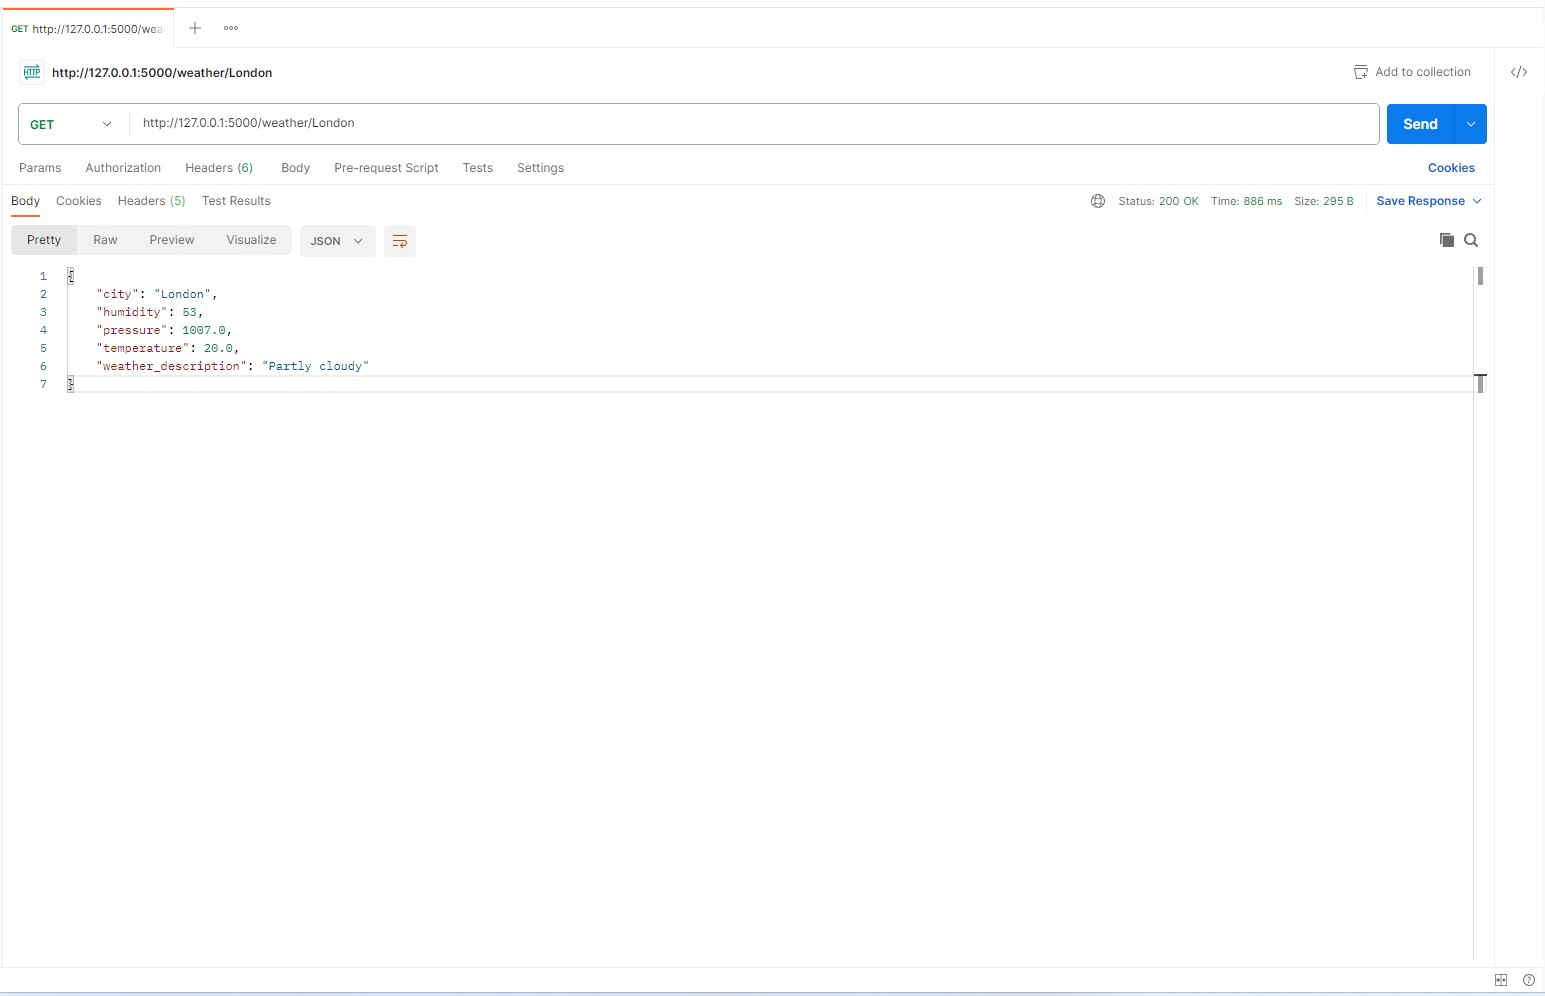 GET http://127.0.0.1:5000/wea
HTTP http://127.0.0.1:5000/weather/London
Add to collection
</>
GET http://127.0.0.1:5000/weather/London Send
Params Authorization Headers (6) Body Pre-request Script Tests Settings Cookies
Body Cookies Headers (5) Test Results Status: 200 OK Time: 886 ms Size: 295 B Save Response
Pretty Raw Preview Visualize JSON
1 {
2 "city": "London",
3 "humidity": 53,
4 "pressure": 1007.0,
5 "temperature": 20.0,
6 "weather_description": "Partly cloudy"
7 }